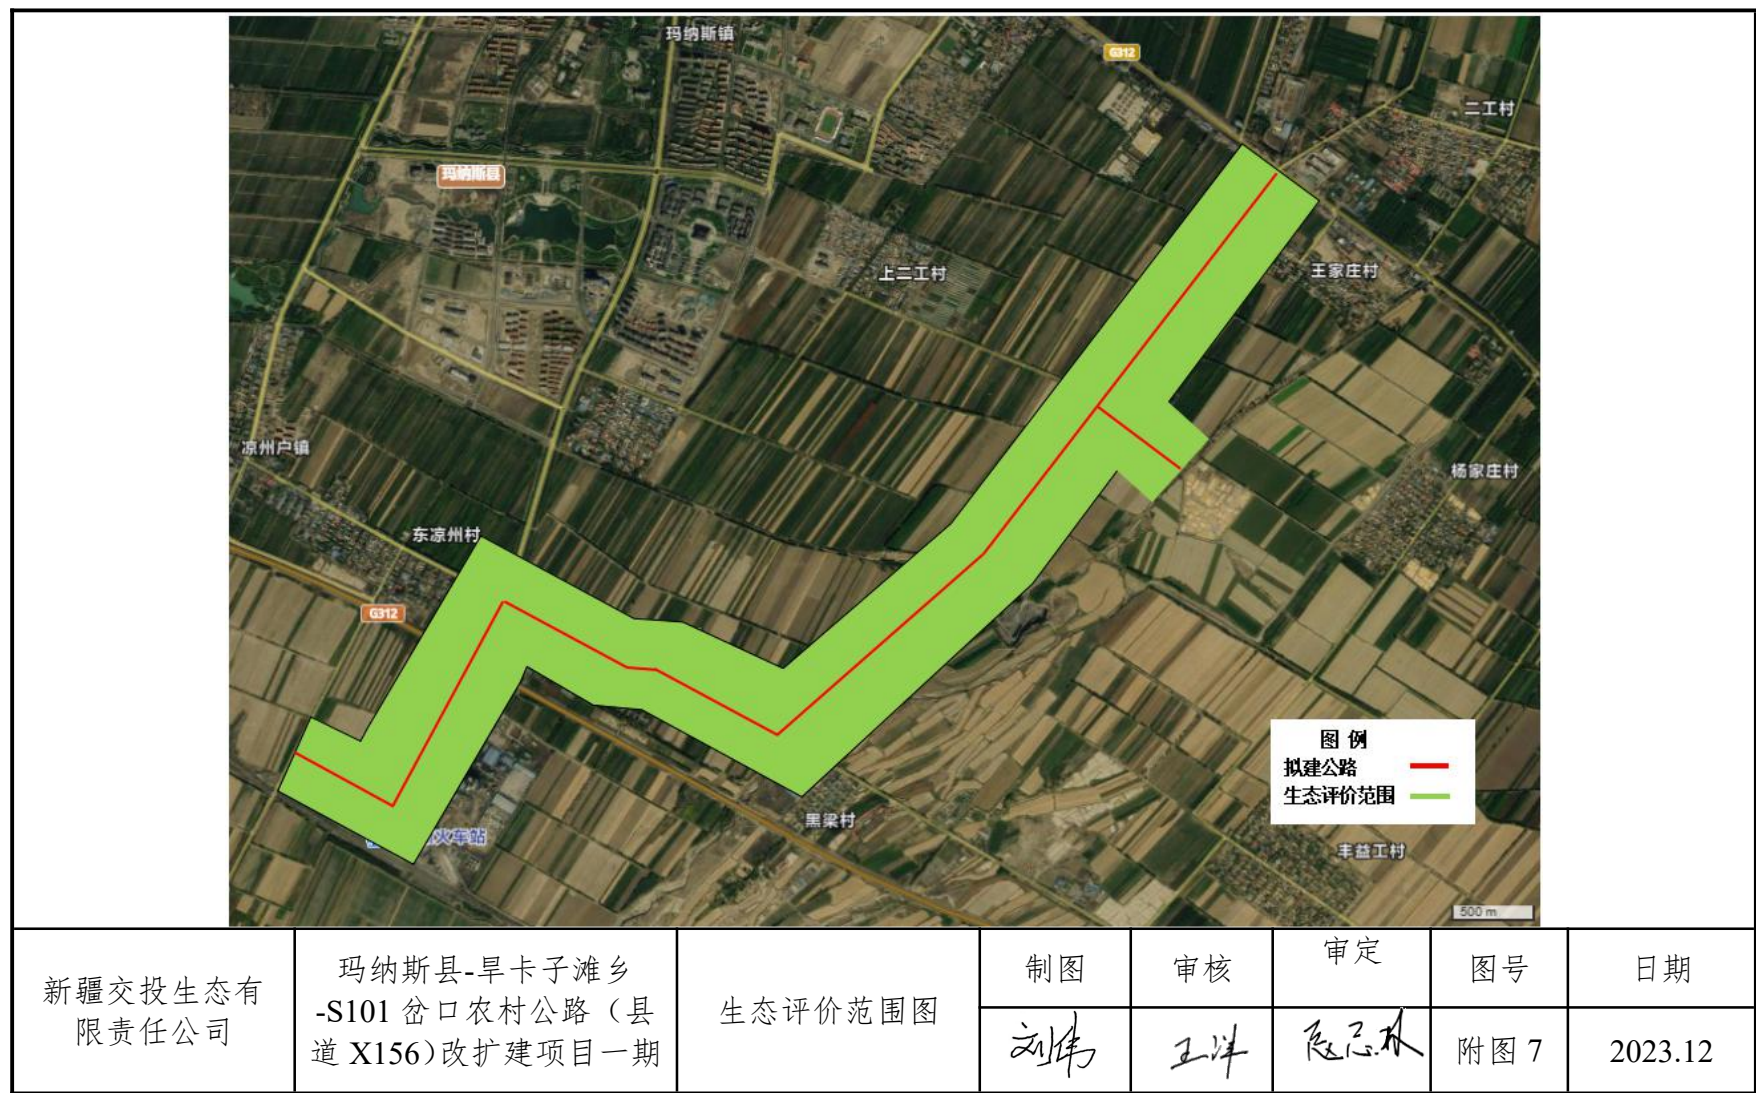 玛纳斯镇
G312
二工村
玛纳斯县
上二工村
王家庄村
凉州户镇
杨家庄村
东凉州村
G312
图 例
拟建公路
生态评价范围
黑梁村
火车站
丰益工村
500 m
新疆交投生态有
限责任公司
玛纳斯县-旱卡子滩乡
-S101 岔口农村公路（县
道 X156）改扩建项目一期
生态评价范围图
制图
审核
审定
图号
日期
刘伟
王洋
附图 7
2023.12